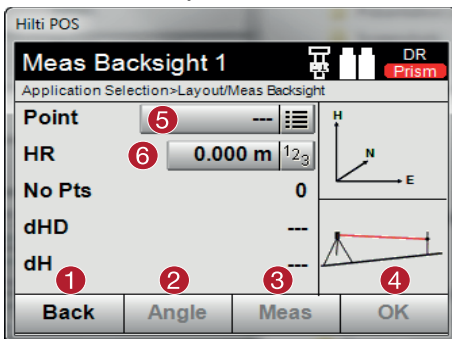 Hilti POS
Meas Backsight 1
DR
Prism
Application Selection>Layout/Meas Backsight
Point 5 ---
HR 6 0.000 m 123
No Pts 0
dHD ---
dH ---
H
N
E
1 2 3 4
Back Angle Meas OK